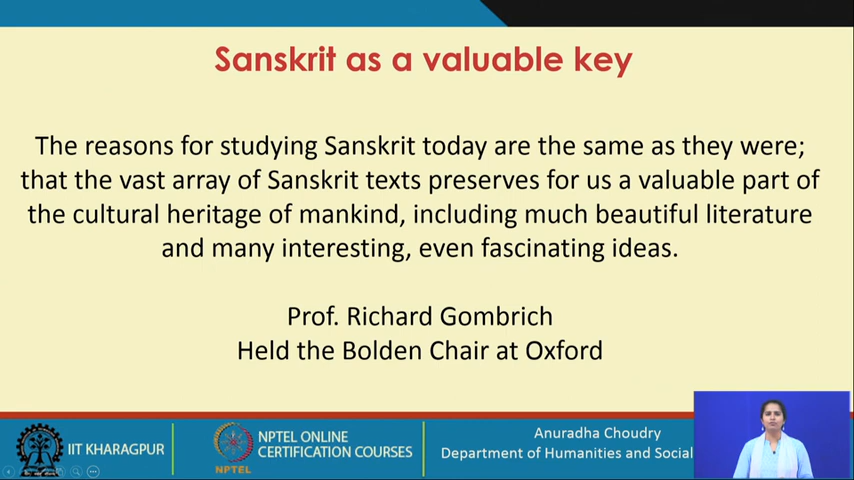 Sanskrit as a valuable key
The reasons for studying Sanskrit today are the same as they were;
that the vast array of Sanskrit texts preserves for us a valuable part of
the cultural heritage of mankind, including much beautiful literature
and many interesting, even fascinating ideas.
Prof. Richard Gombrich
Held the Bolden Chair at Oxford
IIT KHARAGPUR
NPTEL
NPTEL ONLINE
CERTIFICATION COURSES
Anuradha Choudry
Department of Humanities and Social